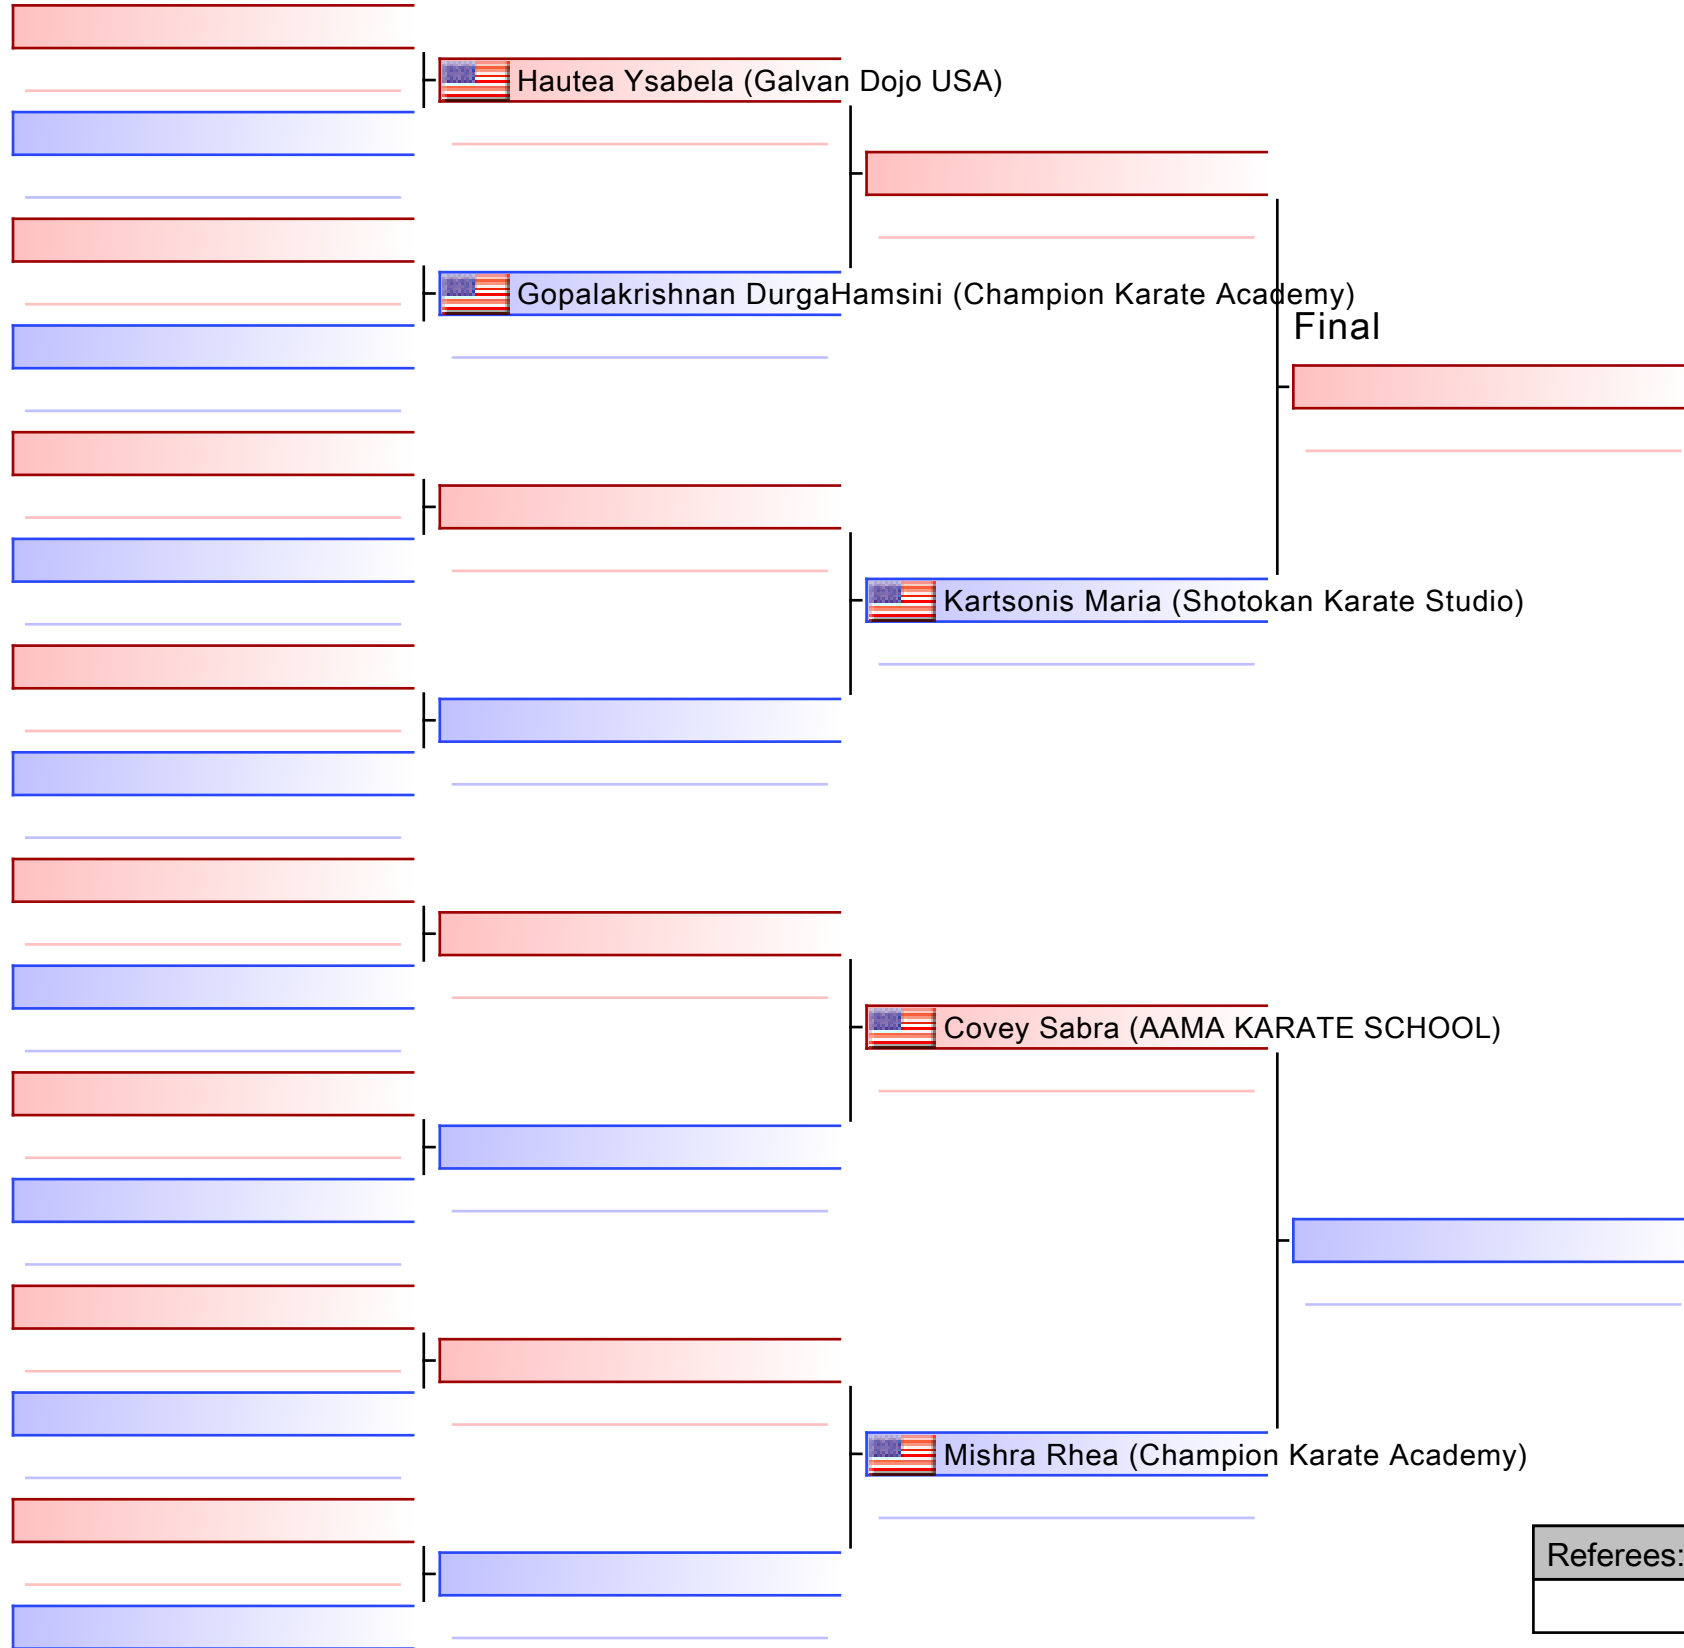 Hautea Ysabela (Galvan Dojo USA)
Gopalakrishnan DurgaHamsini (Champion Karate Academy)
Final
Kartsonis Maria (Shotokan Karate Studio)
Covey Sabra (AAMA KARATE SCHOOL)
Mishra Rhea (Champion Karate Academy)
Referees: